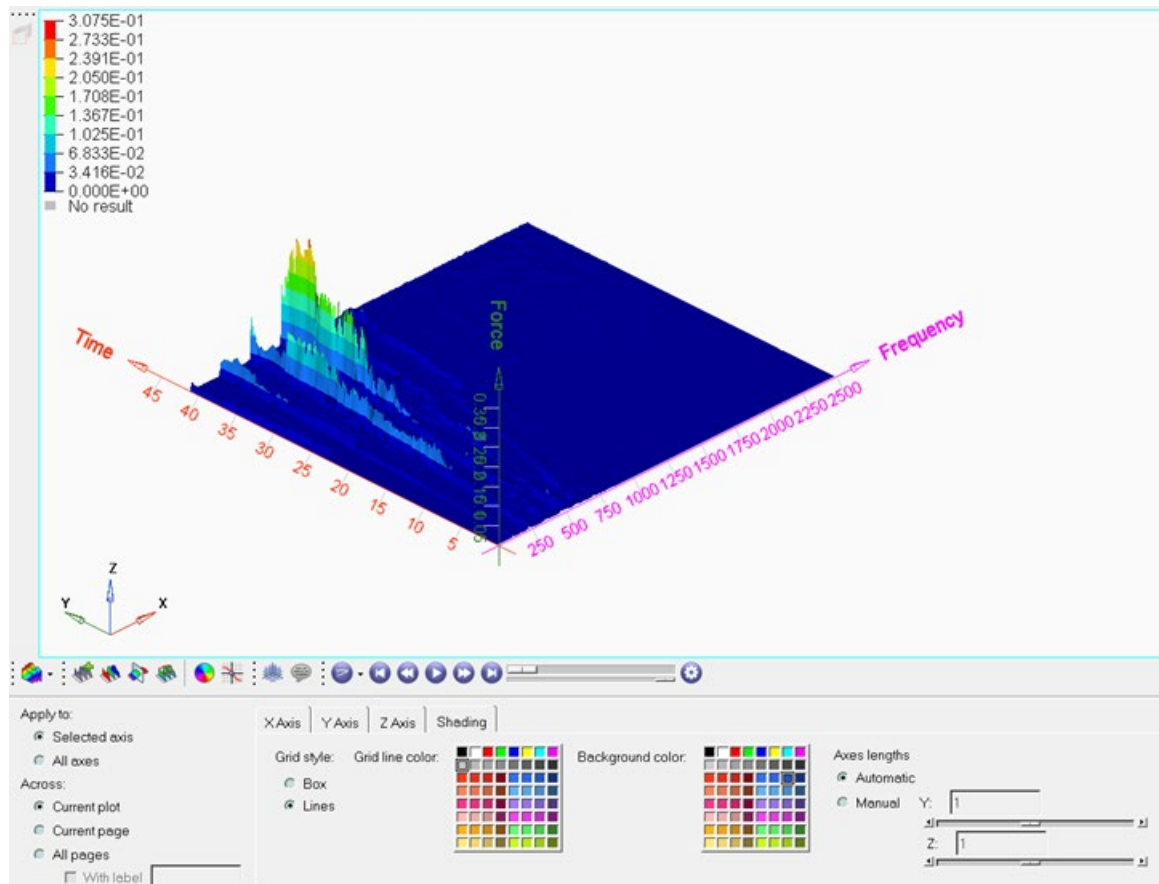 3.075E-01
2.733E-01
2.391E-01
2.050E-01
1.708E-01
1.367E-01
1.025E-01
6.833E-02
3.416E-02
0.000E+00
No result
Force
Time
Frequency
45
40
35
30
25
20
15
10
5
250
500
750
1000
1250
1500
1750
2000
2250
2500
Z
Y
X
Apply to:
Selected axis
All axes
Across:
Current plot
Current page
All pages
With label
X Axis
Y Axis
Z Axis
Shading
Grid style:
Box
Lines
Grid line color:
Background color:
Axes lengths
Automatic
Manual
Y: 1
Z: 1